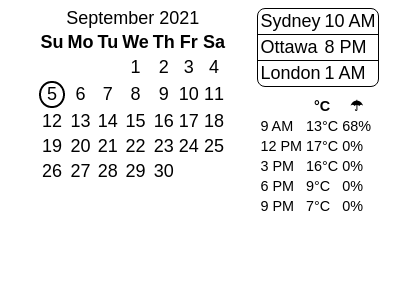 September 2021
Su Mo Tu We Th Fr Sa
1 2 3 4
5 6 7 8 9 10 11
12 13 14 15 16 17 18
19 20 21 22 23 24 25
26 27 28 29 30
Sydney 10 AM
Ottawa 8 PM
London 1 AM
°C ☂
9 AM 13°C 68%
12 PM 17°C 0%
3 PM 16°C 0%
6 PM 9°C 0%
9 PM 7°C 0%